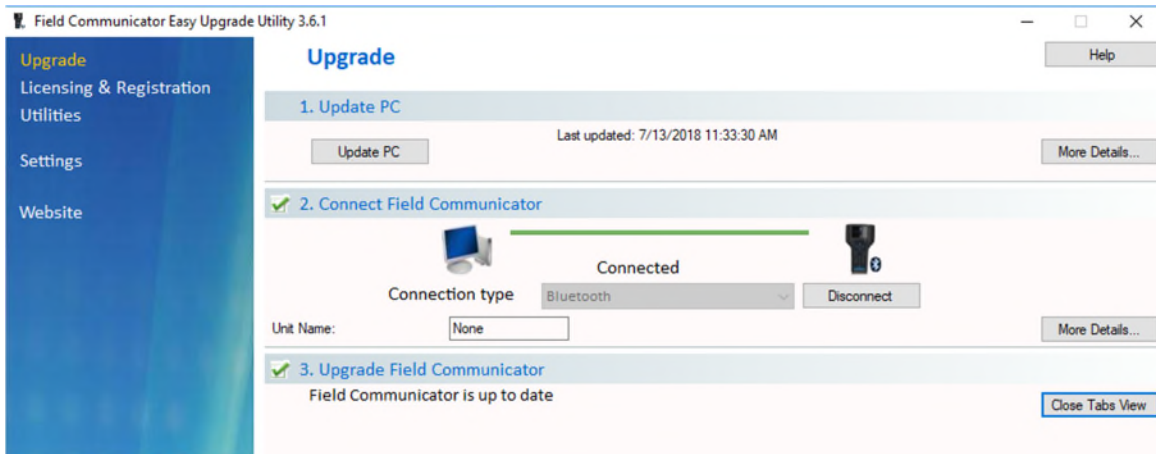 Field Communicator Easy Upgrade Utility 3.6.1
Upgrade
Licensing & Registration
Utilities
Settings
Website
Upgrade
Help
1. Update PC
Last updated: 7/13/2018 11:33:30 AM
Update PC
More Details...
2. Connect Field Communicator
Connected
Connection type
Bluetooth
Disconnect
Unit Name:
None
More Details...
3. Upgrade Field Communicator
Field Communicator is up to date
Close Tabs View